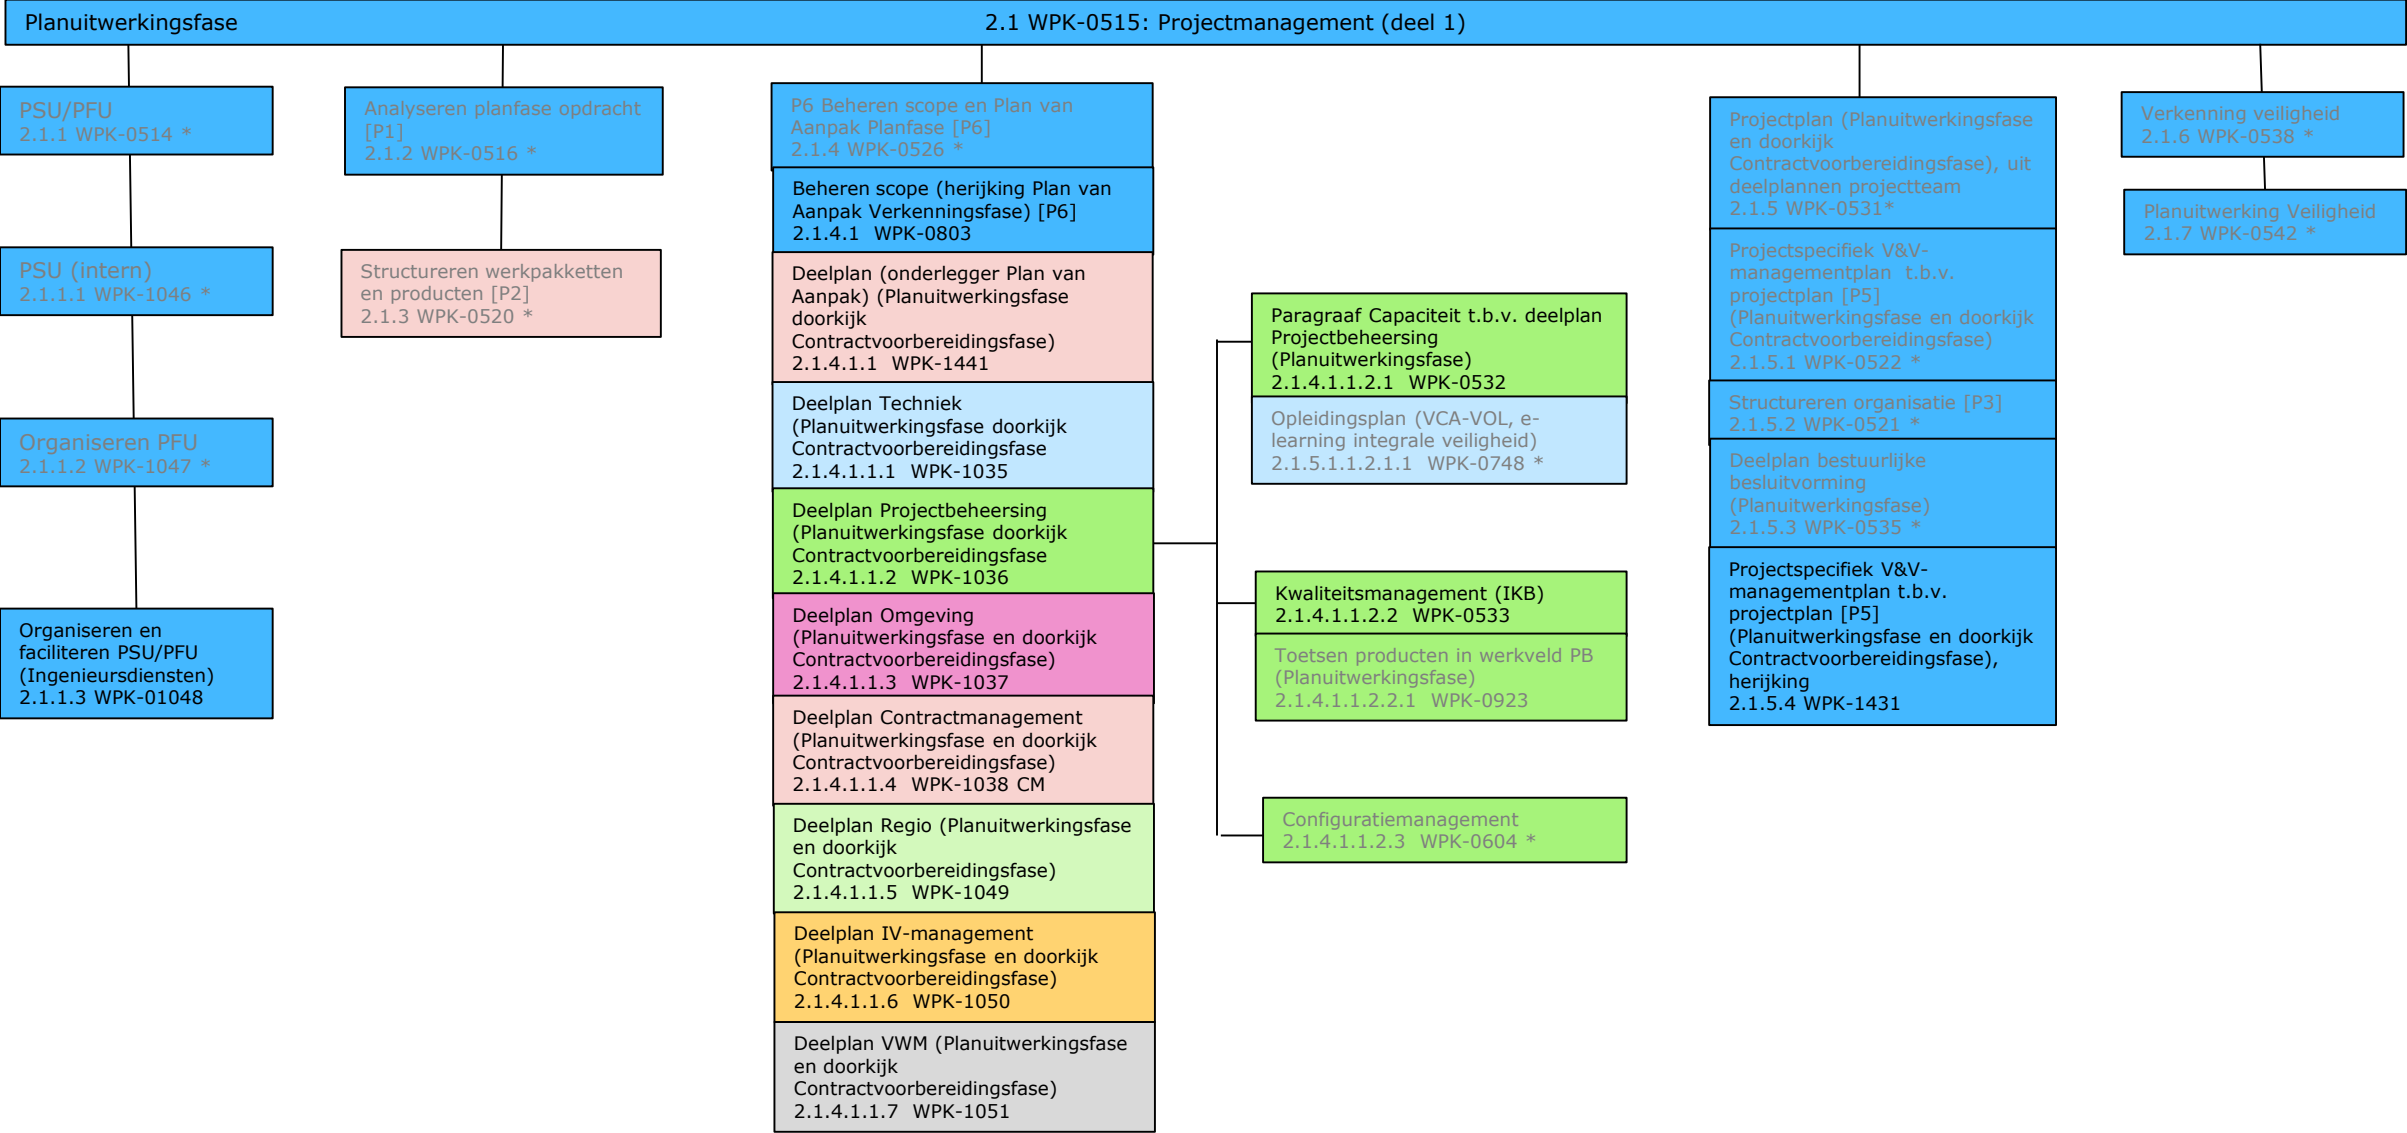 Planuitwerkingsfase
2.1 WPK-0515: Projectmanagement (deel 1)
PSU/PFU
2.1.1 WPK-0514 *
PSU (intern)
2.1.1.1 WPK-1046 *
Organiseren PFU
2.1.1.2 WPK-1047 *
Organiseren en
faciliteren PSU/PFU
(Ingenieursdiensten)
2.1.1.3 WPK-01048
Analyseren planfase opdracht
[P1]
2.1.2 WPK-0516 *
Structureren werkpakketten
en producten [P2]
2.1.3 WPK-0520 *
P6 Beheren scope en Plan van
Aanpak Planfase [P6]
2.1.4 WPK-0526 *
Beheren scope (herijking Plan van
Aanpak Verkenningsfase) [P6]
2.1.4.1 WPK-0803
Deelplan (onderlegger Plan van
Aanpak) (Planuitwerkingsfase
doorkijk
Contractvoorbereidingsfase)
2.1.4.1.1 WPK-1441
Deelplan Techniek
(Planuitwerkingsfase doorkijk
Contractvoorbereidingsfase
2.1.4.1.1.1 WPK-1035
Deelplan Projectbeheersing
(Planuitwerkingsfase doorkijk
Contractvoorbereidingsfase
2.1.4.1.1.2 WPK-1036
Deelplan Omgeving
(Planuitwerkingsfase en doorkijk
Contractvoorbereidingsfase)
2.1.4.1.1.3 WPK-1037
Deelplan Contractmanagement
(Planuitwerkingsfase en doorkijk
Contractvoorbereidingsfase)
2.1.4.1.1.4 WPK-1038 CM
Deelplan Regio (Planuitwerkingsfase
en doorkijk
Contractvoorbereidingsfase)
2.1.4.1.1.5 WPK-1049
Deelplan IV-management
(Planuitwerkingsfase en doorkijk
Contractvoorbereidingsfase)
2.1.4.1.1.6 WPK-1050
Deelplan VWM (Planuitwerkingsfase
en doorkijk
Contractvoorbereidingsfase)
2.1.4.1.1.7 WPK-1051
Paragraaf Capaciteit t.b.v. deelplan
Projectbeheersing
(Planuitwerkingsfase)
2.1.4.1.1.2.1 WPK-0532
Opleidingsplan (VCA-VOL, e-
learning integrale veiligheid)
2.1.5.1.1.2.1.1 WPK-0748 *
Kwaliteitsmanagement (IKB)
2.1.4.1.1.2.2 WPK-0533
Toetsen producten in werkveld PB
(Planuitwerkingsfase)
2.1.4.1.1.2.2.1 WPK-0923
Configuratiemanagement
2.1.4.1.1.2.3 WPK-0604 *
Projectplan (Planuitwerkingsfase
en doorkijk
Contractvoorbereidingsfase), uit
deelplannen projectteam
2.1.5 WPK-0531*
Projectspecifiek V&V-
managementplan t.b.v.
projectplan [P5]
(Planuitwerkingsfase en doorkijk
Contractvoorbereidingsfase)
2.1.5.1 WPK-0522 *
Structureren organisatie [P3]
2.1.5.2 WPK-0521 *
Deelplan bestuurlijke
besluitvorming
(Planuitwerkingsfase)
2.1.5.3 WPK-0535 *
Projectspecifiek V&V-
managementplan t.b.v.
projectplan [P5]
(Planuitwerkingsfase en doorkijk
Contractvoorbereidingsfase),
herijking
2.1.5.4 WPK-1431
Verkenning veiligheid
2.1.6 WPK-0538 *
Planuitwerking Veiligheid
2.1.7 WPK-0542 *